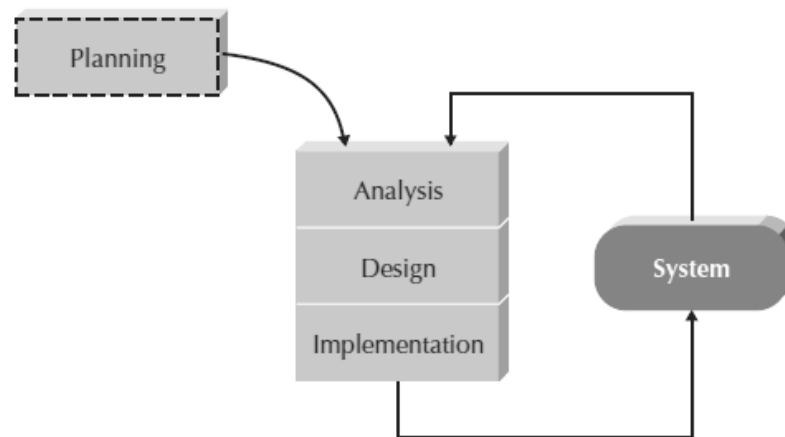 Planning
Analysis
Design
System
Implementation